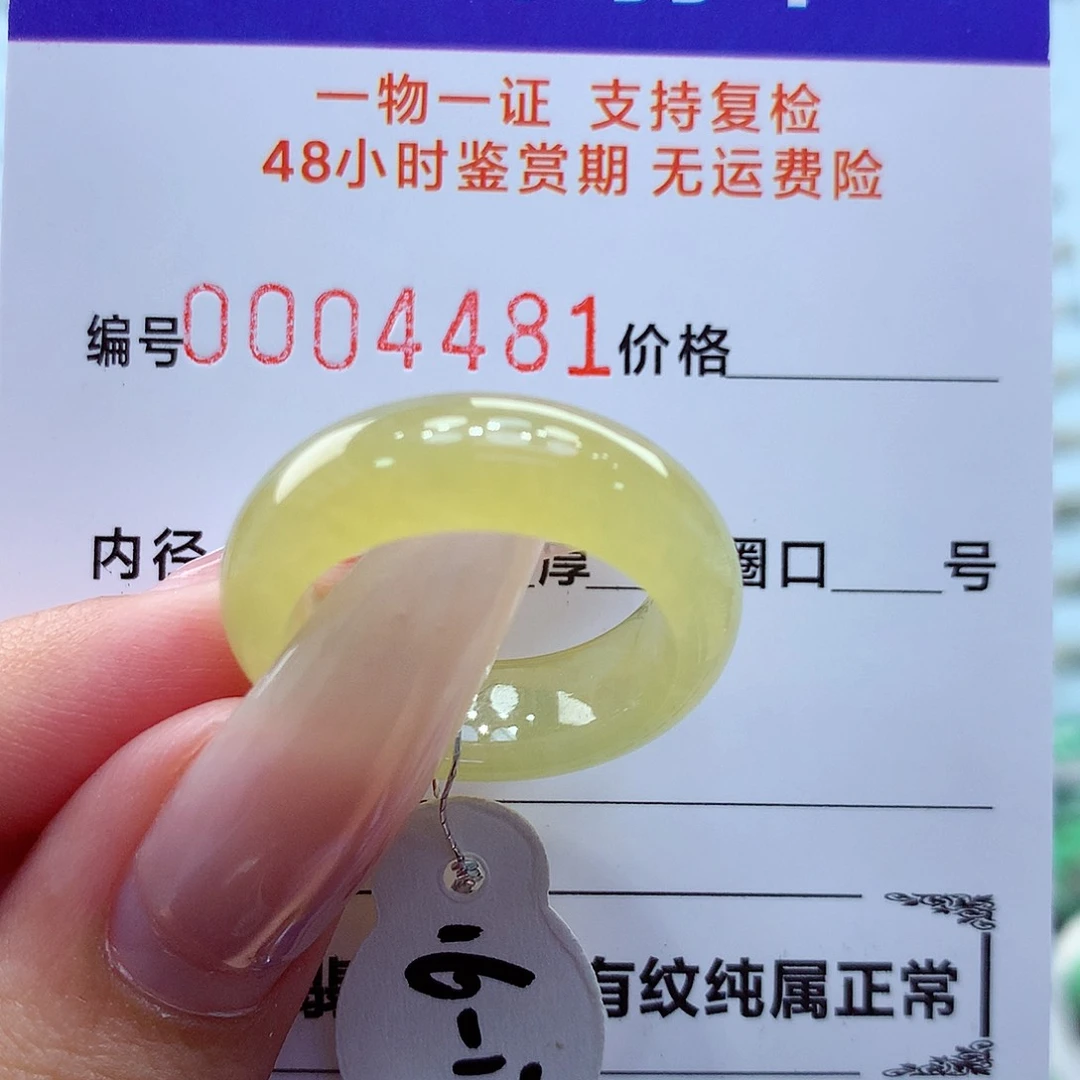 一物一证 支持复检
48小时鉴赏期 无运费险
编号0004481价格
内径 厚 圈口 号
有纹纯属正常